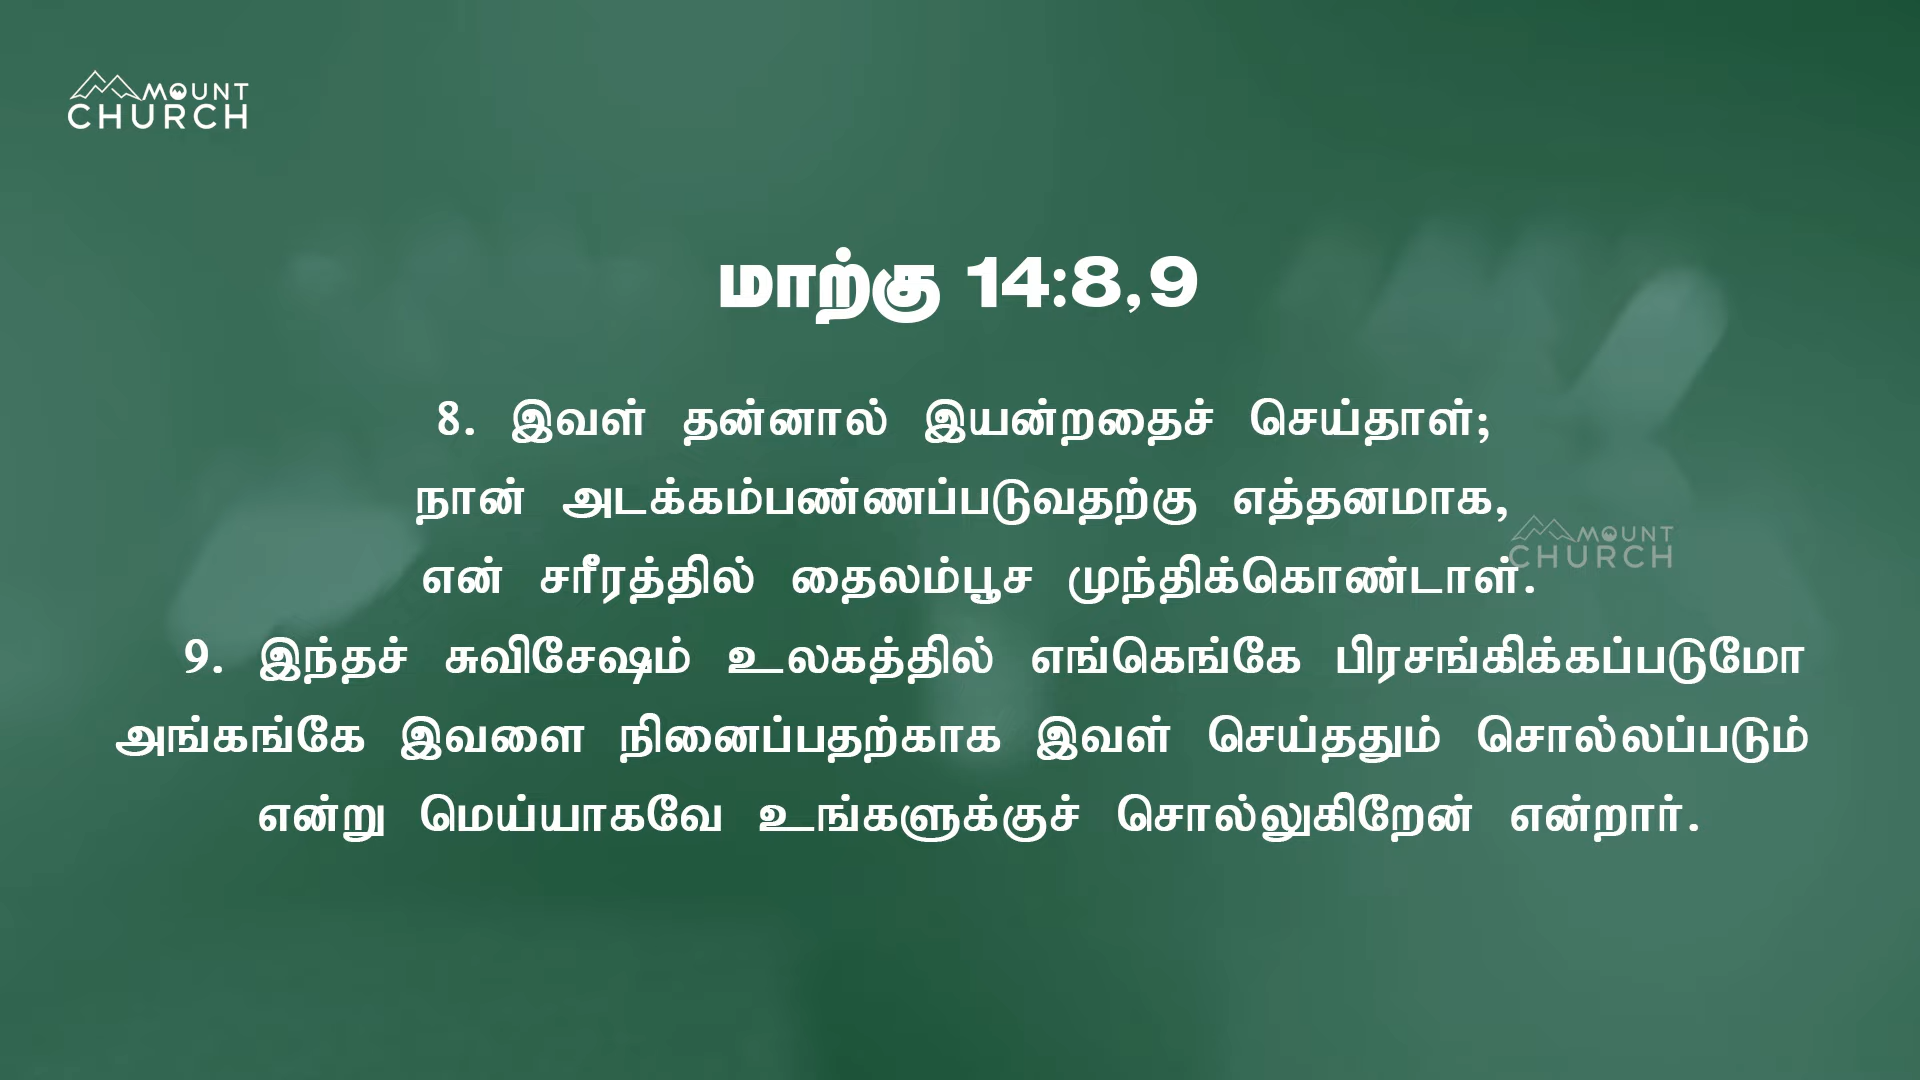 MOUNT
CHURCH
மாற்கு 14:8,9
8. இவள் தன்னால் இயன்றதைச் செய்தாள்;
நான் அடக்கம்பண்ணப்படுவதற்கு எத்தனமாக,
என் சரீரத்தில் தைலம்பூச முந்திக்கொண்டாள்.
MOUNT
CHURCH
9. இந்தச் சுவிசேஷம் உலகத்தில் எங்கெங்கே பிரசங்கிக்கப்படுமோ
அங்கங்கே இவளை நினைப்பதற்காக இவள் செய்ததும் சொல்லப்படும்
என்று மெய்யாகவே உங்களுக்குச் சொல்லுகிறேன் என்றார்.